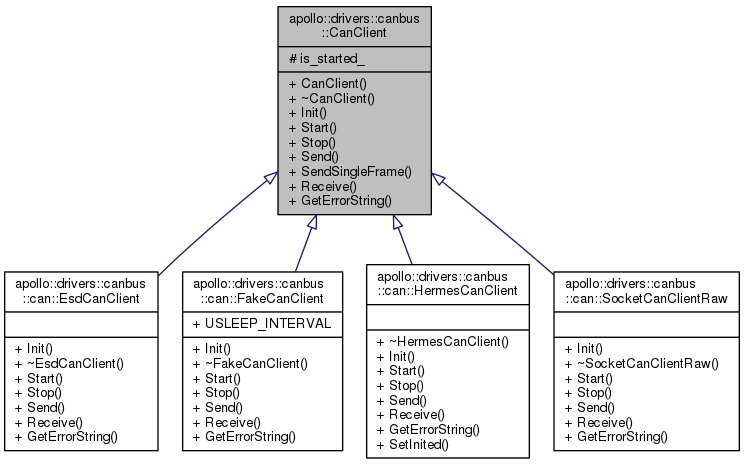 apollo::drivers::canbus
::CanClient
# is_started_
+ CanClient()
+ ~CanClient()
+ Init()
+ Start()
+ Stop()
+ Send()
+ SendSingleFrame()
+ Receive()
+ GetErrorString()
apollo::drivers::canbus
::can::EsdCanClient
+ Init()
+ ~EsdCanClient()
+ Start()
+ Stop()
+ Send()
+ Receive()
+ GetErrorString()
apollo::drivers::canbus
::can::FakeCanClient
+ USLEEP_INTERVAL
+ Init()
+ ~FakeCanClient()
+ Start()
+ Stop()
+ Send()
+ Receive()
+ GetErrorString()
apollo::drivers::canbus
::can::HermesCanClient
+ ~HermesCanClient()
+ Init()
+ Start()
+ Stop()
+ Send()
+ Receive()
+ GetErrorString()
+ SetInited()
apollo::drivers::canbus
::can::SocketCanClientRaw
+ Init()
+ ~SocketCanClientRaw()
+ Start()
+ Stop()
+ Send()
+ Receive()
+ GetErrorString()